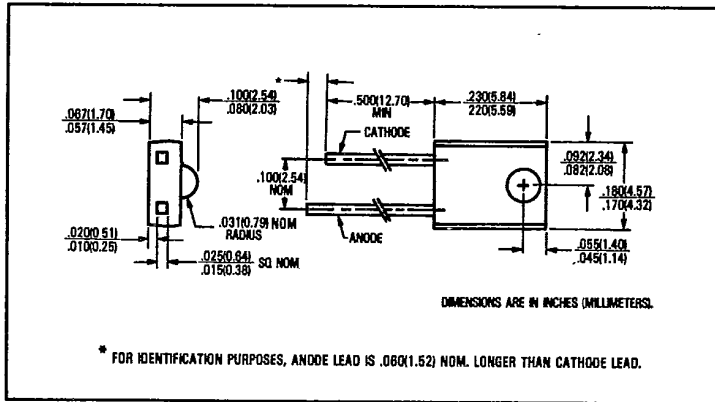 *
.100(2.54)
.080(2.03)
.500(12.70)
MIN
.230(5.84)
220(5.59)
.067(1.70)
.057(1.45)
CATHODE
.092(2.34)
.082(2.08)
.100(2.54)
NOM
.180(4.57)
.170(4.32)
.031(0.79) NOM
RADIUS
ANODE
.020(0.51)
.010(0.25)
.025(0.64)
.015(0.38)
SQ NOM
.055(1.40)
.045(1.14)
DIMENSIONS ARE IN INCHES (MILLIMETERS).
* FOR IDENTIFICATION PURPOSES, ANODE LEAD IS .060(1.52) NOM. LONGER THAN CATHODE LEAD.